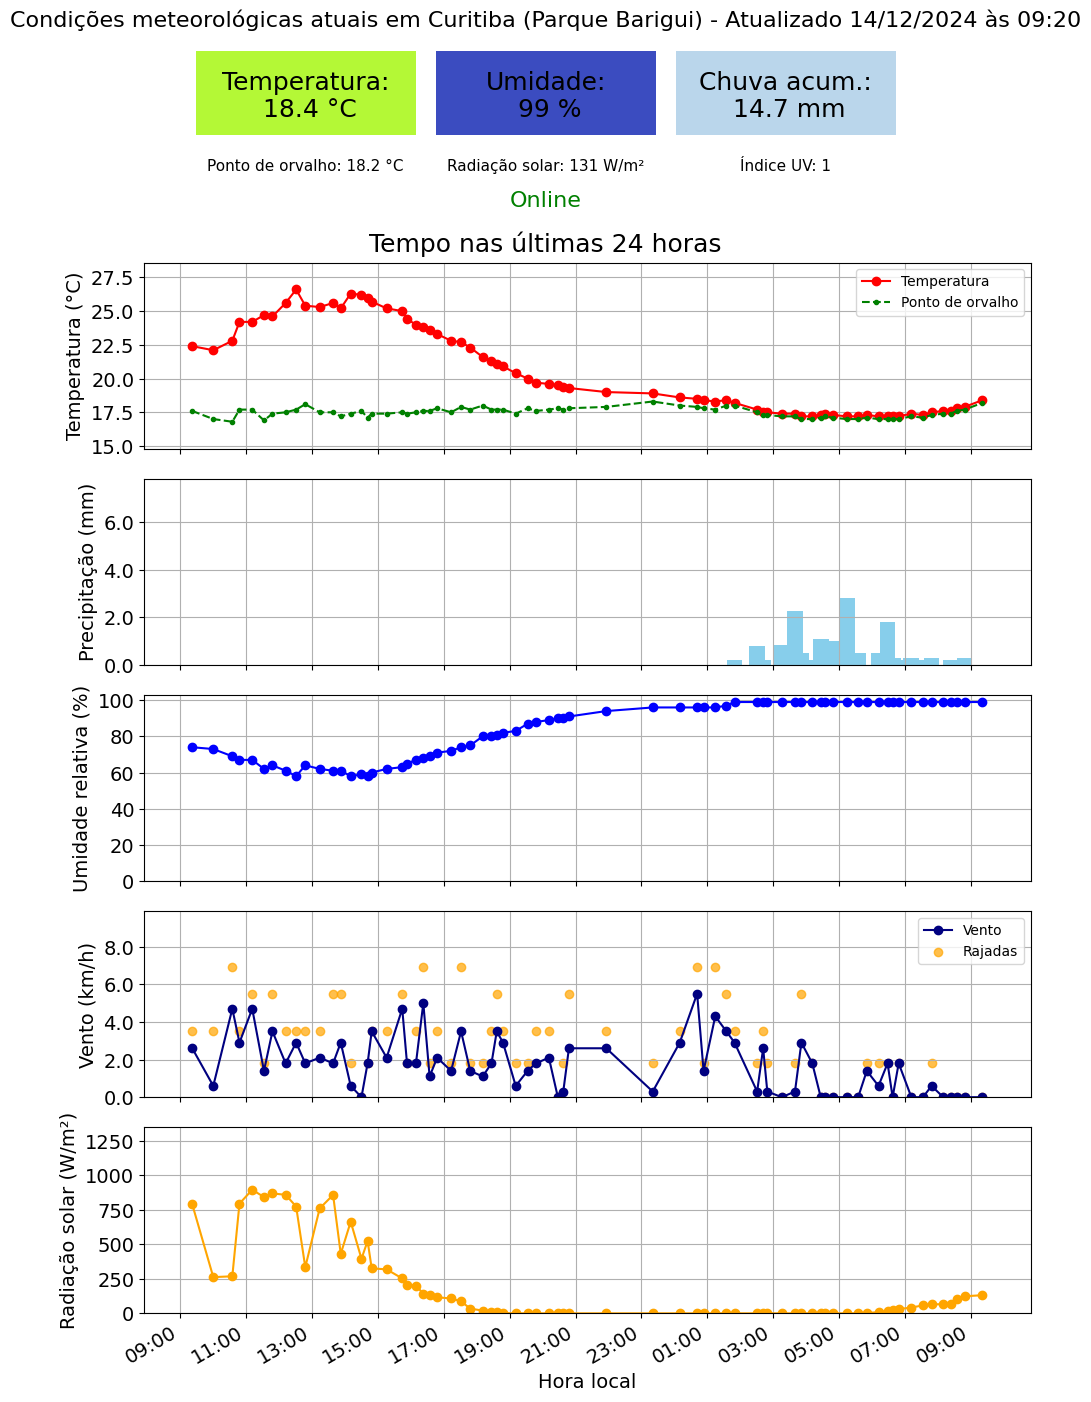 Condições meteorológicas atuais em Curitiba (Parque Barigui) - Atualizado 14/12/2024 às 09:20
Temperatura:
18.4 °C
Umidade:
99 %
Chuva acum.:
14.7 mm
Ponto de orvalho: 18.2 °C
Radiação solar: 131 W/m²
Índice UV: 1
Online
Tempo nas últimas 24 horas
Temperatura (°C)
27.5
25.0
22.5
20.0
17.5
15.0
Temperatura
Ponto de orvalho
Precipitação (mm)
6.0
4.0
2.0
0.0
Umidade relativa (%)
100
80
60
40
20
0
Vento (km/h)
8.0
6.0
4.0
2.0
0.0
Vento
Rajadas
Radiação solar (W/m²)
1250
1000
750
500
250
0
09:00
11:00
13:00
15:00
17:00
19:00
21:00
23:00
01:00
03:00
05:00
07:00
09:00
Hora local